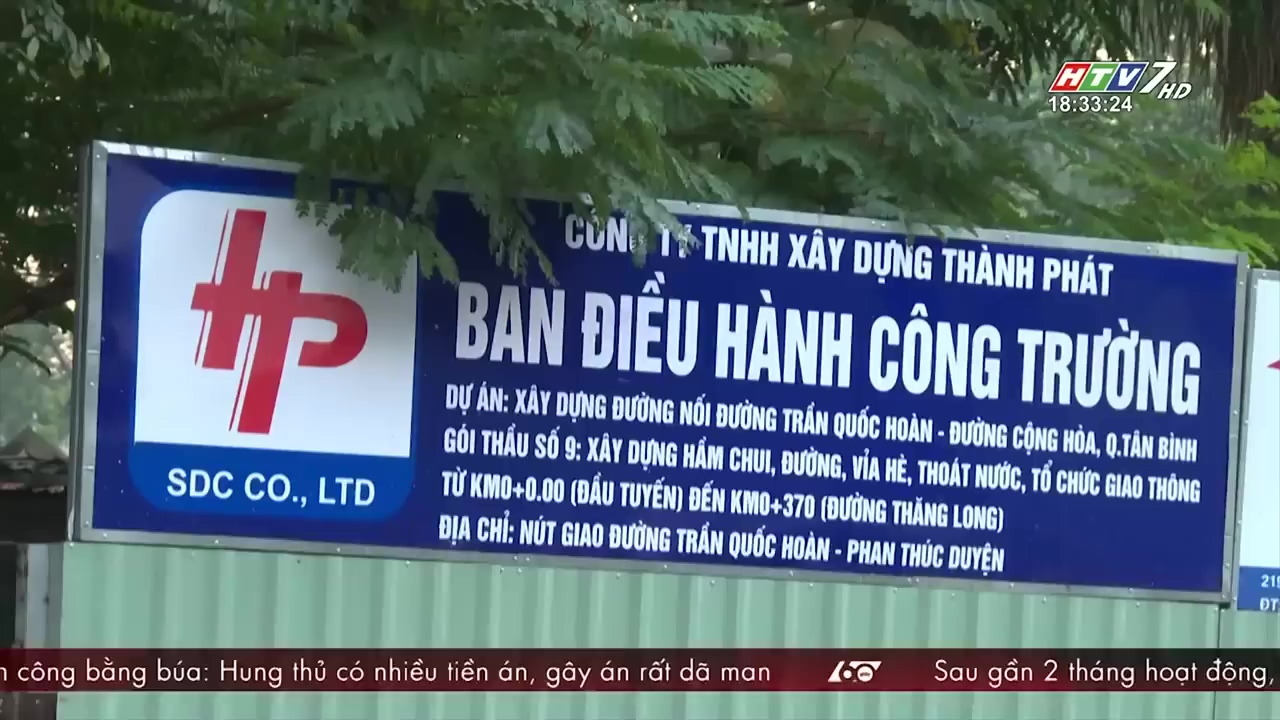 HTV7 HD
18:33:24
CÔNG TY TNHH XÂY DỰNG THÀNH PHÁT
BAN ĐIỀU HÀNH CÔNG TRƯỜNG
DỰ ÁN: XÂY DỰNG ĐƯỜNG NỐI ĐƯỜNG TRẦN QUỐC HOÀN - ĐƯỜNG CỘNG HÒA, Q.TÂN BÌNH
GÓI THẦU SỐ 9: XÂY DỰNG HẦM CHUI, ĐƯỜNG, VỈA HÈ, THOÁT NƯỚC, TỔ CHỨC GIAO THÔNG
TỪ KM0+0.00 (ĐẦU TUYẾN) ĐẾN KM0+370 (ĐƯỜNG THĂNG LONG)
ĐỊA CHỈ: NÚT GIAO ĐƯỜNG TRẦN QUỐC HOÀN - PHAN THÚC DUYỆN
SDC CO., LTD
công bằng búa: Hung thủ có nhiều tiền án, gây án rất dã man
60 Sau gần 2 tháng hoạt động,